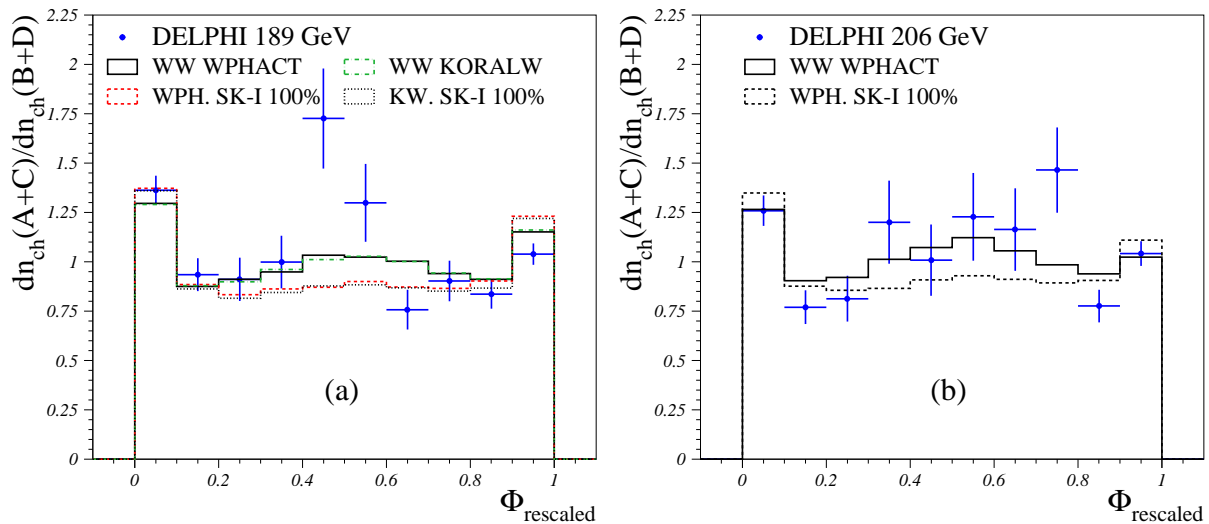 dn_ch(A+C)/dn_ch(B+D)
2.25
2
1.75
1.5
1.25
1
0.75
0.5
0.25
0
DELPHI 189 GeV
WW WPHACT
WW KORALW
WPH. SK-I 100%
KW. SK-I 100%
(a)
0 0.2 0.4 0.6 0.8 1
Φ_rescaled
dn_ch(A+C)/dn_ch(B+D)
2.25
2
1.75
1.5
1.25
1
0.75
0.5
0.25
0
DELPHI 206 GeV
WW WPHACT
WPH. SK-I 100%
(b)
0 0.2 0.4 0.6 0.8 1
Φ_rescaled